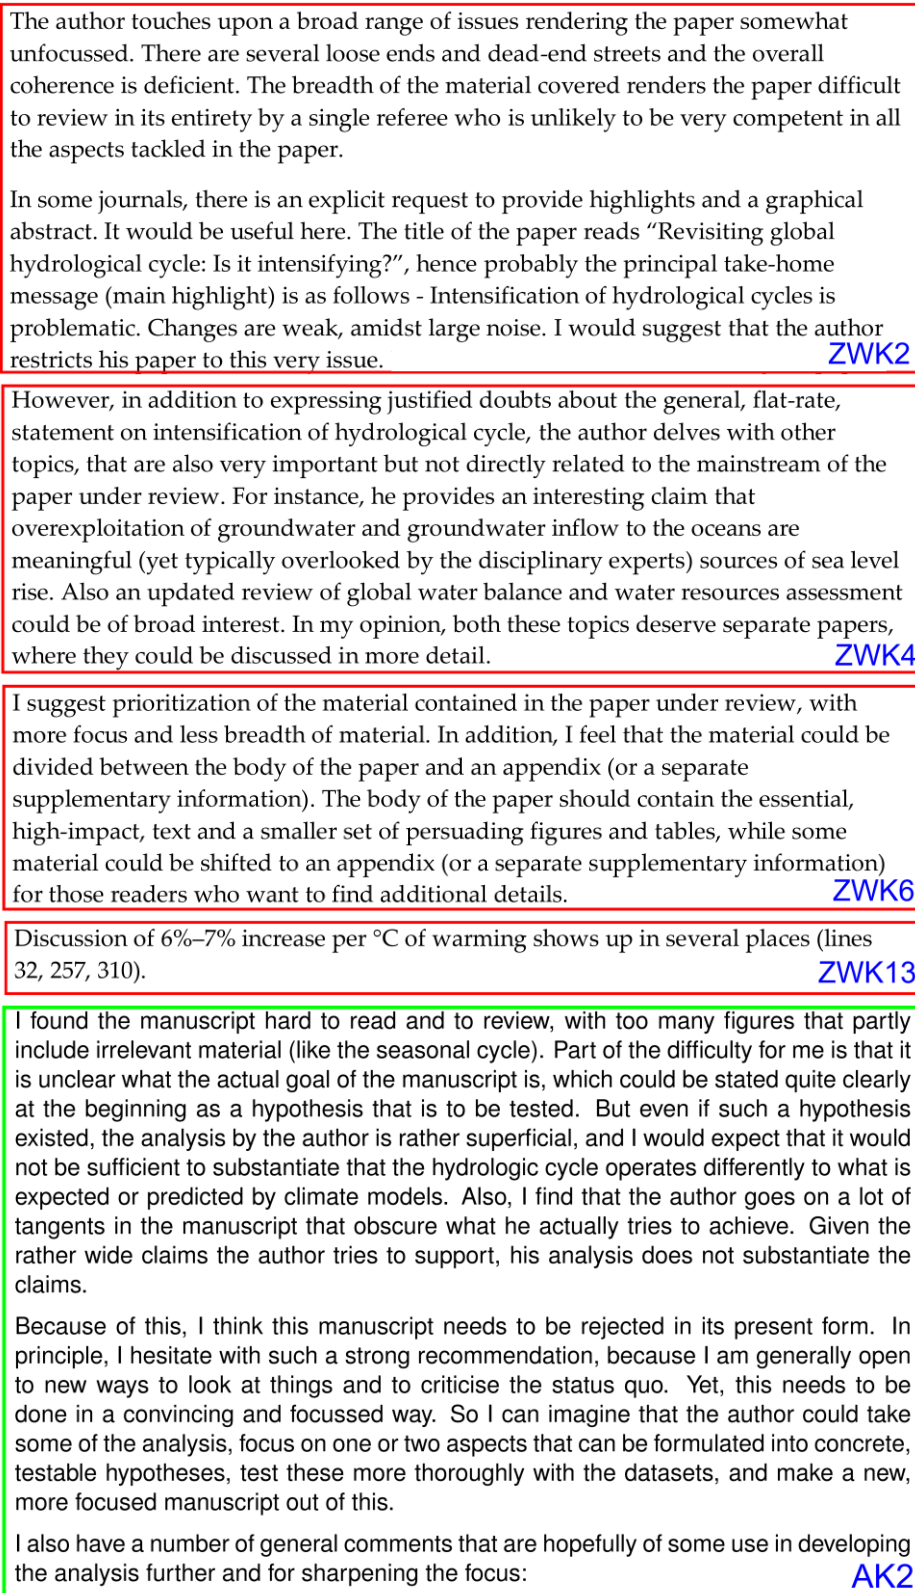 The author touches upon a broad range of issues rendering the paper somewhat
unfocussed. There are several loose ends and dead-end streets and the overall
coherence is deficient. The breadth of the material covered renders the paper difficult
to review in its entirety by a single referee who is unlikely to be very competent in all
the aspects tackled in the paper.
In some journals, there is an explicit request to provide highlights and a graphical
abstract. It would be useful here. The title of the paper reads “Revisiting global
hydrological cycle: Is it intensifying?”, hence probably the principal take-home
message (main highlight) is as follows - Intensification of hydrological cycles is
problematic. Changes are weak, amidst large noise. I would suggest that the author
restricts his paper to this very issue.
ZWK2
However, in addition to expressing justified doubts about the general, flat-rate,
statement on intensification of hydrological cycle, the author delves with other
topics, that are also very important but not directly related to the mainstream of the
paper under review. For instance, he provides an interesting claim that
overexploitation of groundwater and groundwater inflow to the oceans are
meaningful (yet typically overlooked by the disciplinary experts) sources of sea level
rise. Also an updated review of global water balance and water resources assessment
could be of broad interest. In my opinion, both these topics deserve separate papers,
where they could be discussed in more detail.
ZWK4
I suggest prioritization of the material contained in the paper under review, with
more focus and less breadth of material. In addition, I feel that the material could be
divided between the body of the paper and an appendix (or a separate
supplementary information). The body of the paper should contain the essential,
high-impact, text and a smaller set of persuading figures and tables, while some
material could be shifted to an appendix (or a separate supplementary information)
for those readers who want to find additional details.
ZWK6
Discussion of 6%–7% increase per °C of warming shows up in several places (lines
32, 257, 310).
ZWK13
I found the manuscript hard to read and to review, with too many figures that partly
include irrelevant material (like the seasonal cycle). Part of the difficulty for me is that it
is unclear what the actual goal of the manuscript is, which could be stated quite clearly
at the beginning as a hypothesis that is to be tested. But even if such a hypothesis
existed, the analysis by the author is rather superficial, and I would expect that it would
not be sufficient to substantiate that the hydrologic cycle operates differently to what is
expected or predicted by climate models. Also, I find that the author goes on a lot of
tangents in the manuscript that obscure what he actually tries to achieve. Given the
rather wide claims the author tries to support, his analysis does not substantiate the
claims.
Because of this, I think this manuscript needs to be rejected in its present form. In
principle, I hesitate with such a strong recommendation, because I am generally open
to new ways to look at things and to criticise the status quo. Yet, this needs to be
done in a convincing and focussed way. So I can imagine that the author could take
some of the analysis, focus on one or two aspects that can be formulated into concrete,
testable hypotheses, test these more thoroughly with the datasets, and make a new,
more focused manuscript out of this.
I also have a number of general comments that are hopefully of some use in developing
the analysis further and for sharpening the focus:
AK2